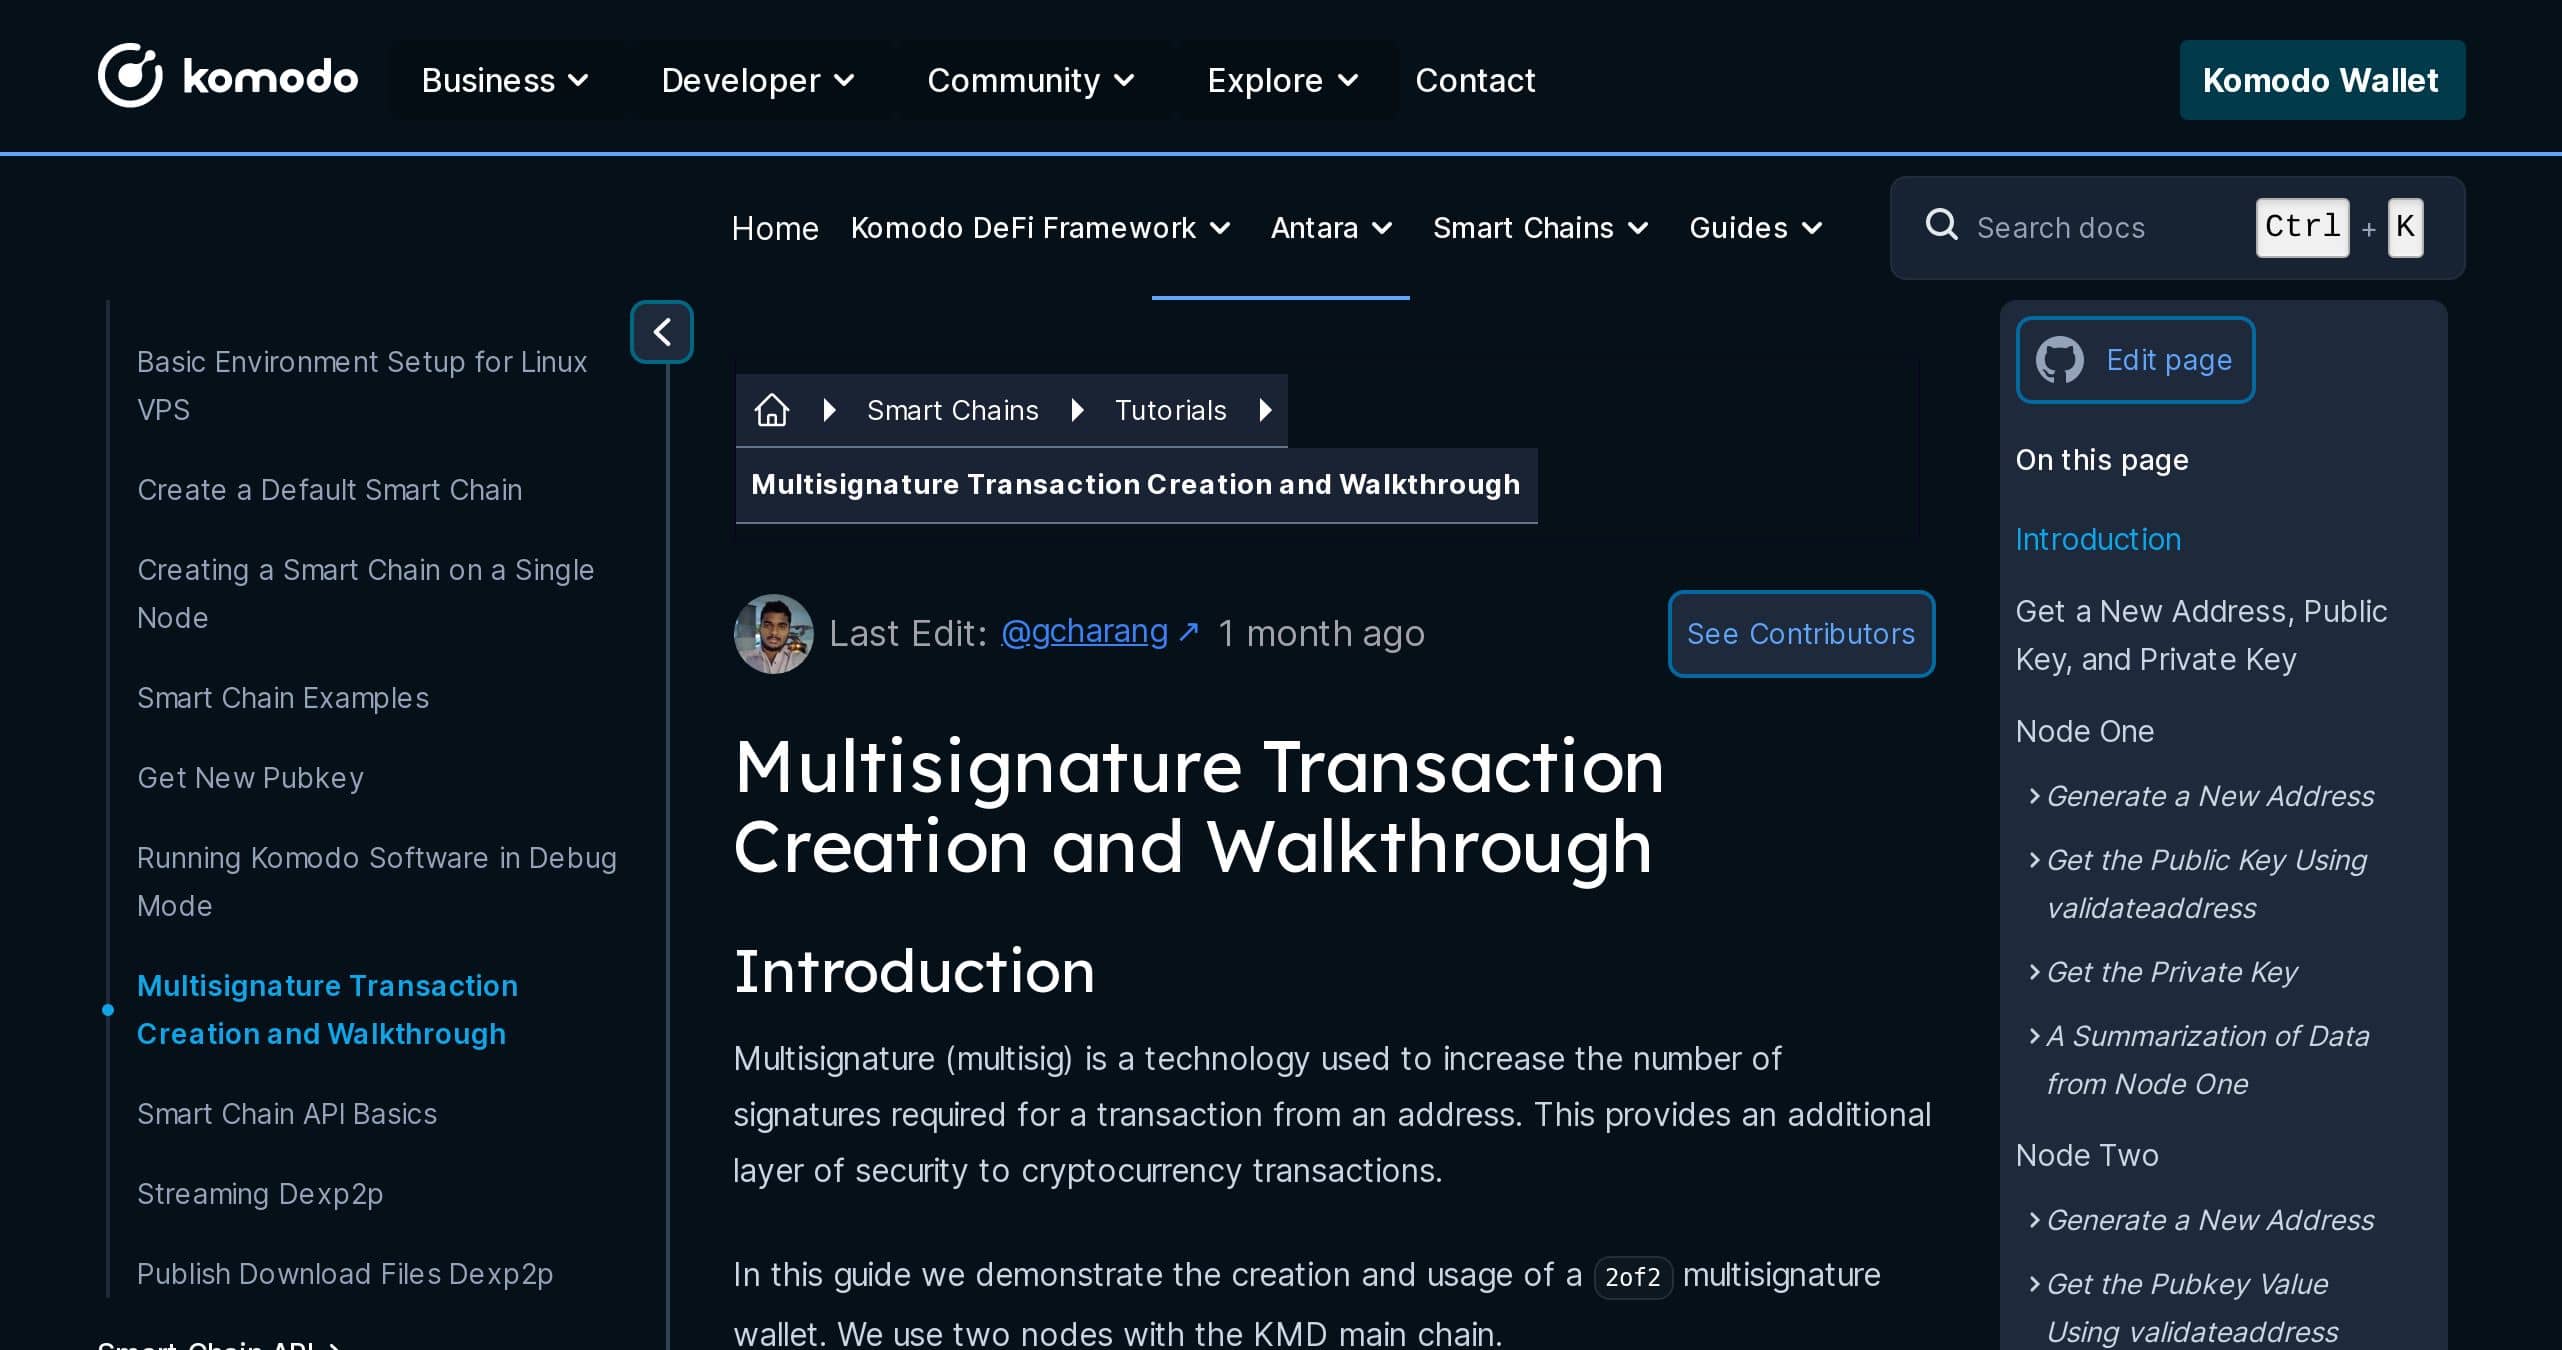 komodo
Business
Developer
Community
Explore
Contact
Komodo Wallet
Home
Komodo DeFi Framework
Antara
Smart Chains
Guides
Search docs
Ctrl + K
Basic Environment Setup for Linux
VPS
Create a Default Smart Chain
Creating a Smart Chain on a Single
Node
Smart Chain Examples
Get New Pubkey
Running Komodo Software in Debug
Mode
Multisignature Transaction
Creation and Walkthrough
Smart Chain API Basics
Streaming Dexp2p
Publish Download Files Dexp2p
Smart Chain API
Smart Chains
Tutorials
Multisignature Transaction Creation and Walkthrough
Last Edit: @gcharang ↗ 1 month ago
See Contributors
Multisignature Transaction
Creation and Walkthrough
Introduction
Multisignature (multisig) is a technology used to increase the number of
signatures required for a transaction from an address. This provides an additional
layer of security to cryptocurrency transactions.
In this guide we demonstrate the creation and usage of a 2of2 multisignature
wallet. We use two nodes with the KMD main chain.
Edit page
On this page
Introduction
Get a New Address, Public
Key, and Private Key
Node One
Generate a New Address
Get the Public Key Using
validateaddress
Get the Private Key
A Summarization of Data
from Node One
Node Two
Generate a New Address
Get the Pubkey Value
Using validateaddress